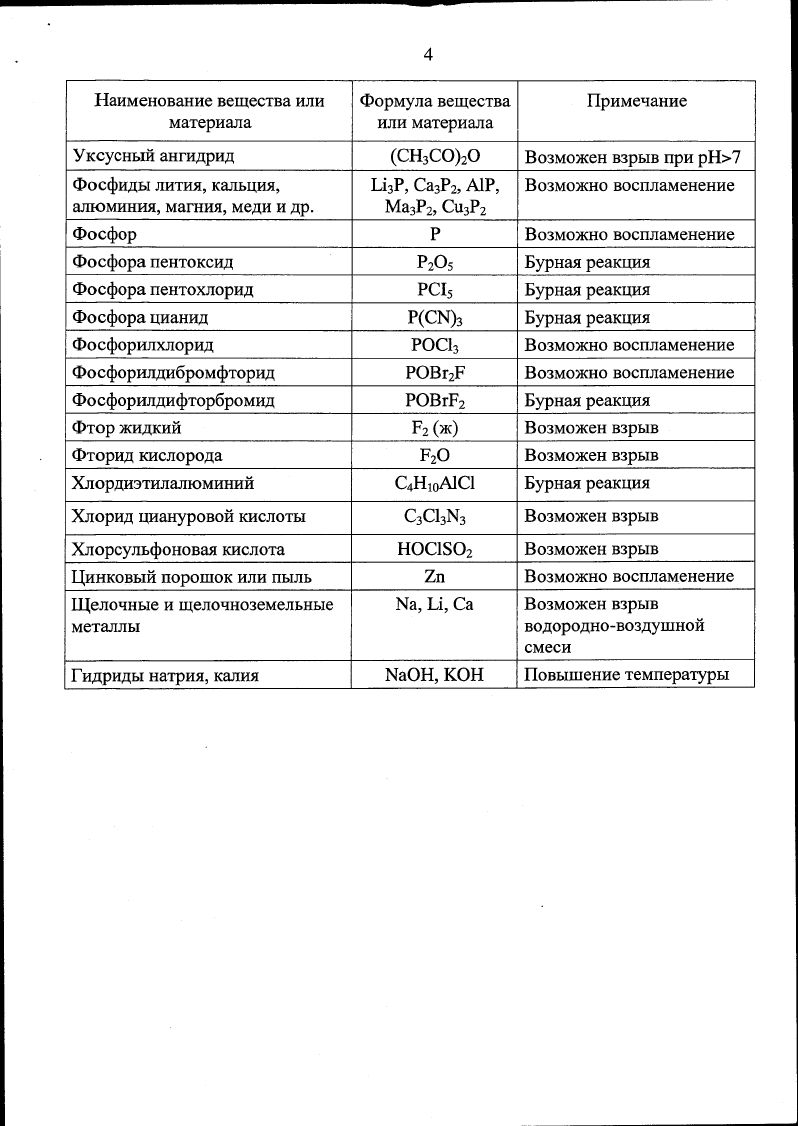 4
Наименование вещества или
материала
Формула вещества
или материала
Примечание
Уксусный ангидрид
(CH₃CO)₂O
Возможен взрыв при pH>7
Фосфиды лития, кальция,
алюминия, магния, меди и др.
Li₃P, Ca₃P₂, AlP,
Ma₃P₂, Cu₃P₂
Возможно воспламенение
Фосфор
P
Возможно воспламенение
Фосфора пентоксид
P₂O₅
Бурная реакция
Фосфора пентохлорид
PCI₅
Бурная реакция
Фосфора цианид
P(CN)₃
Бурная реакция
Фосфорилхлорид
POCl₃
Возможно воспламенение
Фосфорилдибромфторид
POBr₂F
Возможно воспламенение
Фосфорилдифторбромид
POBrF₂
Бурная реакция
Фтор жидкий
F₂ (ж)
Возможен взрыв
Фторид кислорода
F₂O
Возможен взрыв
Хлордиэтилалюминий
C₄H₁₀AlCl
Бурная реакция
Хлорид циануровой кислоты
C₃Cl₃N₃
Возможен взрыв
Хлорсульфоновая кислота
HOClSO₂
Возможен взрыв
Цинковый порошок или пыль
Zn
Возможно воспламенение
Щелочные и щелочноземельные
металлы
Na, Li, Ca
Возможен взрыв
водородно-воздушной
смеси
Гидриды натрия, калия
NaOH, KOH
Повышение температуры